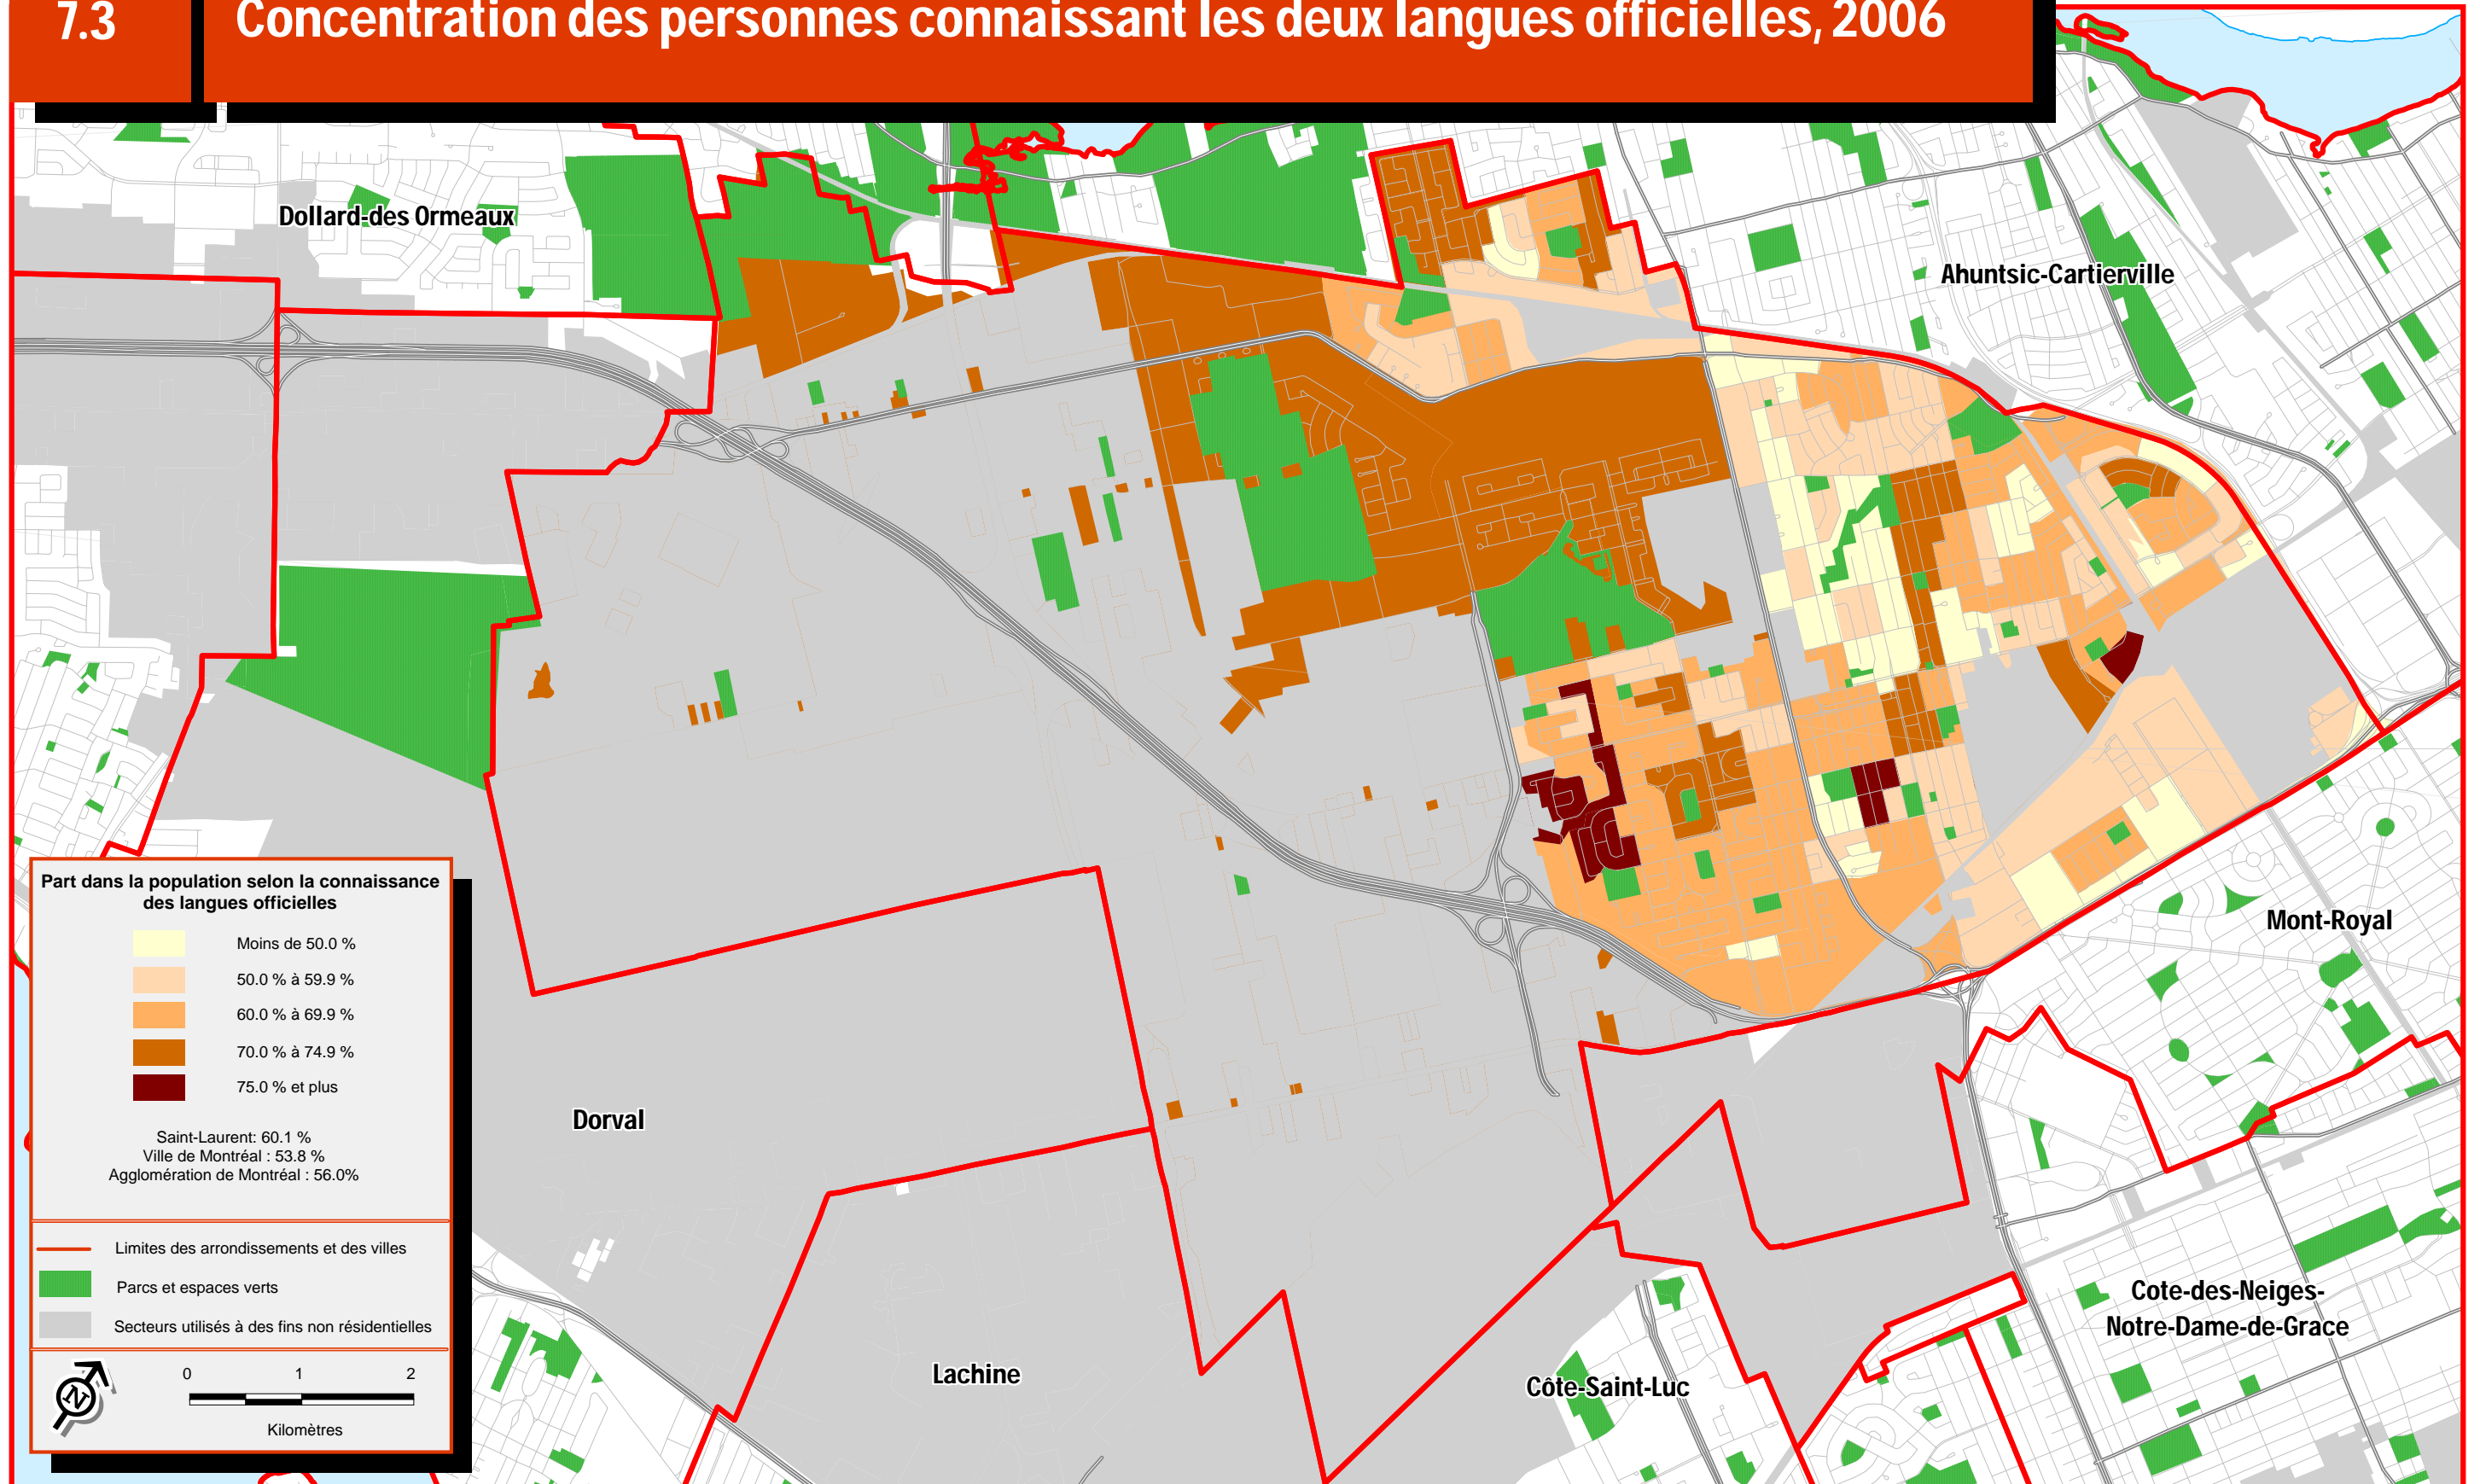 7.3
Concentration des personnes connaissant les deux langues officielles, 2006
Dollard-des Ormeaux
Ahuntsic-Cartierville
Mont-Royal
Dorval
Lachine
Côte-Saint-Luc
Cote-des-Neiges-
Notre-Dame-de-Grace
Part dans la population selon la connaissance
des langues officielles
Moins de 50.0 %
50.0 % à 59.9 %
60.0 % à 69.9 %
70.0 % à 74.9 %
75.0 % et plus
Saint-Laurent: 60.1 %
Ville de Montréal : 53.8 %
Agglomération de Montréal : 56.0%
Limites des arrondissements et des villes
Parcs et espaces verts
Secteurs utilisés à des fins non résidentielles
N
0 1 2
Kilomètres